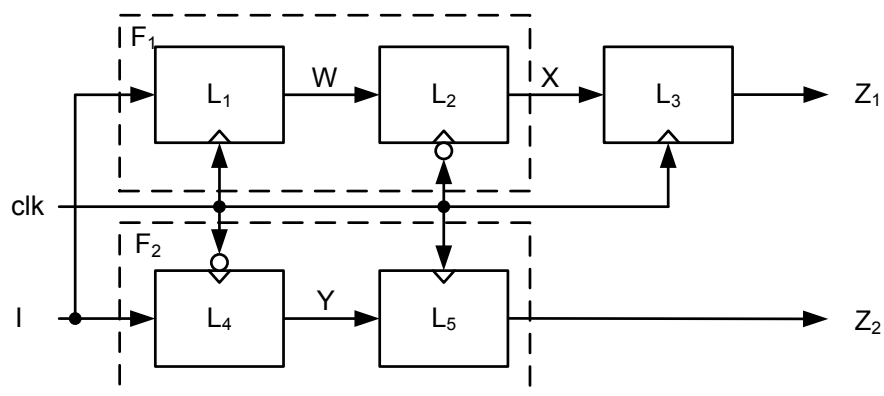 F₁
L₁
W
L₂
X
L₃
Z₁
clk
F₂
I
L₄
Y
L₅
Z₂